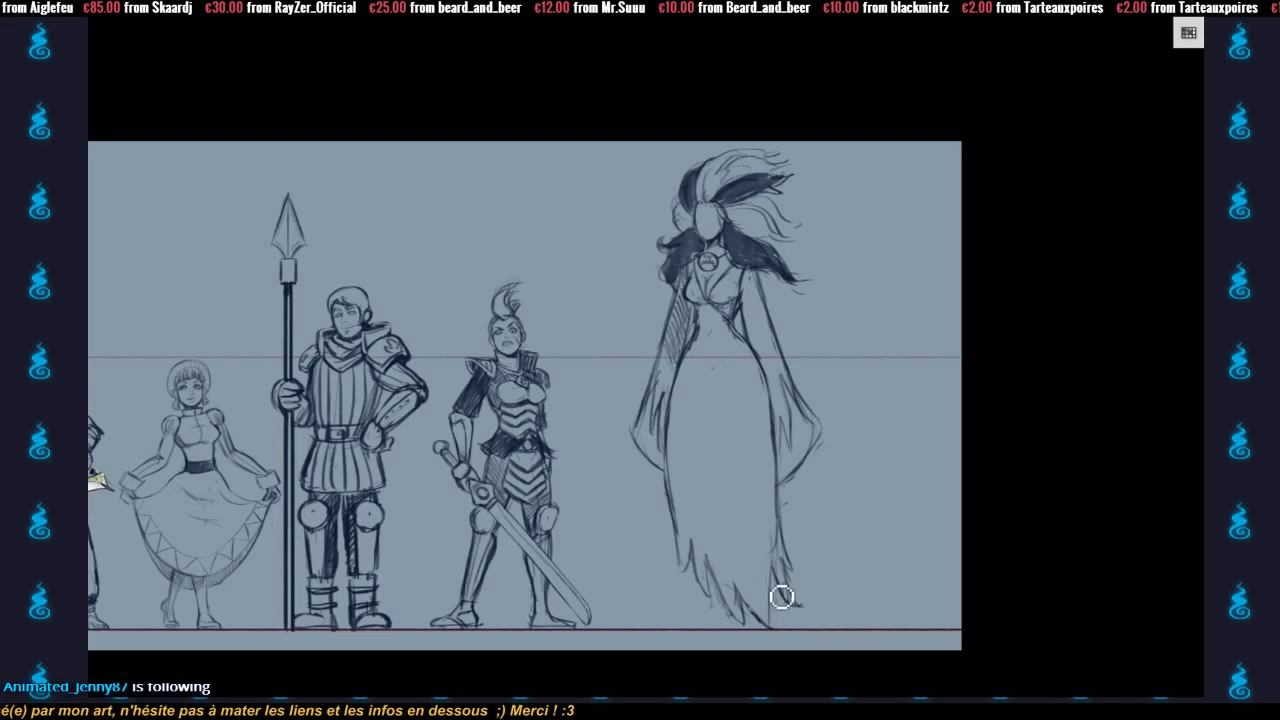 from Aiglefeu €85.00 from Skaardj €30.00 from RayZer_Official €25.00 from beard_and_beer €12.00 from Mr.Suuu €10.00 from Beard_and_beer €10.00 from blackmintz €2.00 from Tarteauxpoires €2.00 from Tarteauxpoires
Animated_Jenny87 is following
é(e) par mon art, n'hésite pas à mater les liens et les infos en dessous ;) Merci ! :3